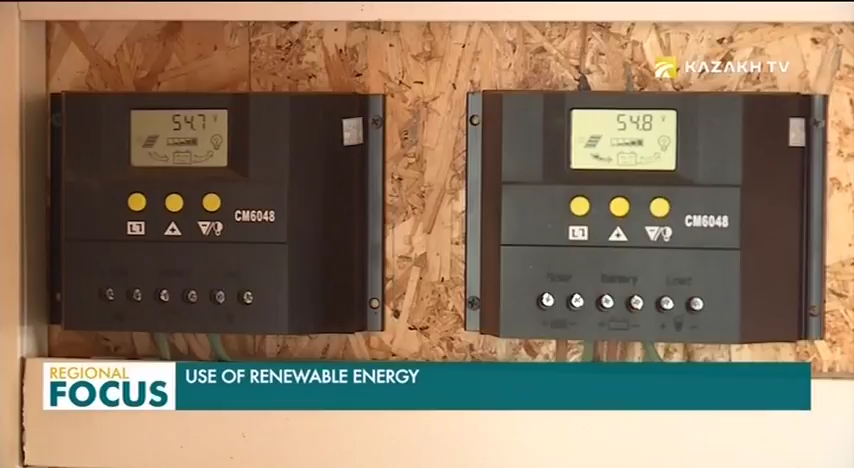 KAZAKH TV
54.7 V
CM6048
54.8 V
CM6048
Solar Battery Load
REGIONAL
FOCUS
USE OF RENEWABLE ENERGY